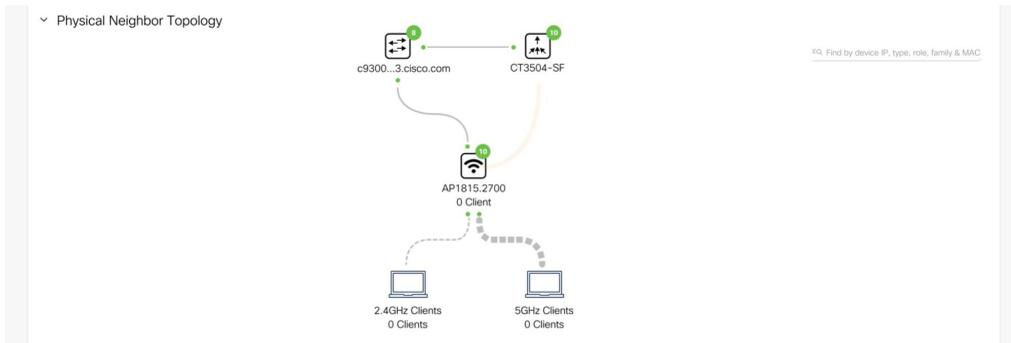 Physical Neighbor Topology
8
10
c9300...3.cisco.com
CT3504-SF
Find by device IP, type, role, family & MAC
10
AP1815.2700
0 Client
2.4GHz Clients
0 Clients
5GHz Clients
0 Clients